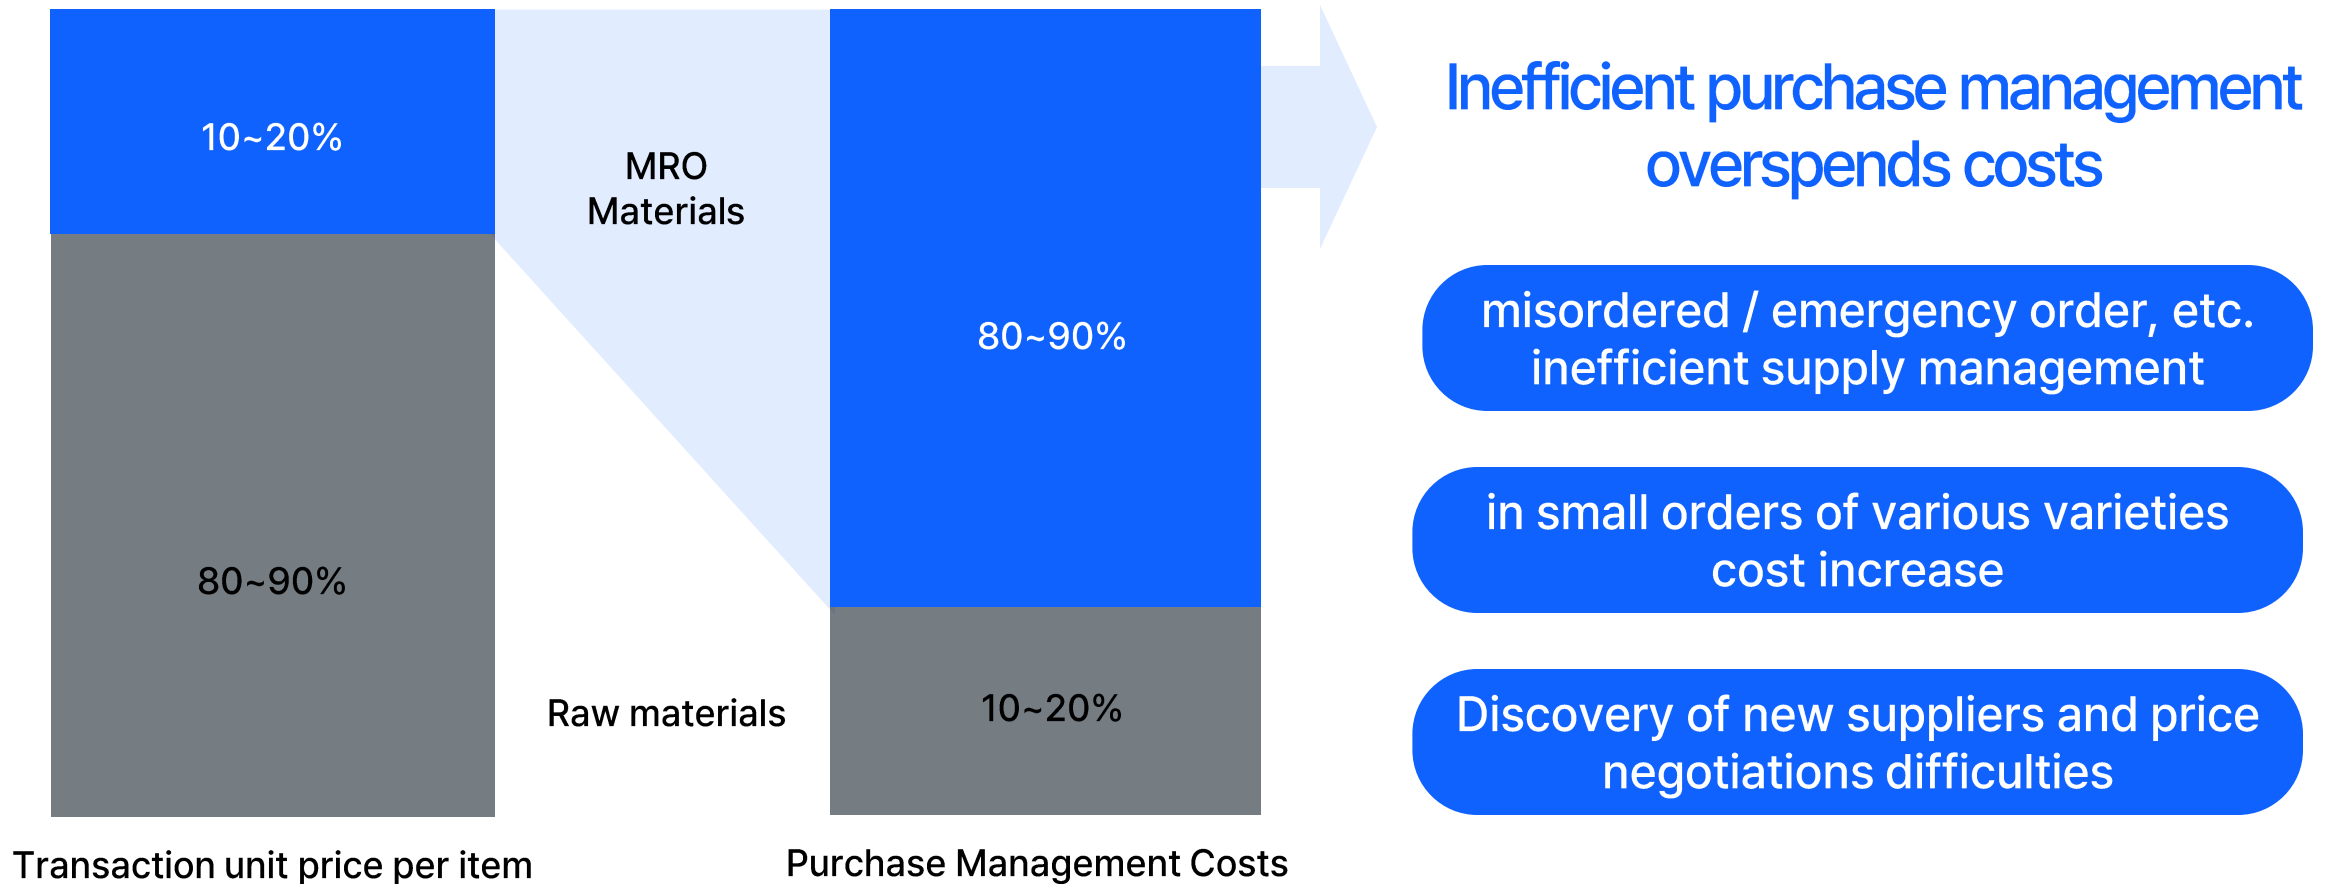 10~20%
80~90%
Transaction unit price per item
MRO
Materials
Raw materials
80~90%
10~20%
Purchase Management Costs
Inefficient purchase management
overspends costs
misordered / emergency order, etc.
inefficient supply management
in small orders of various varieties
cost increase
Discovery of new suppliers and price
negotiations difficulties